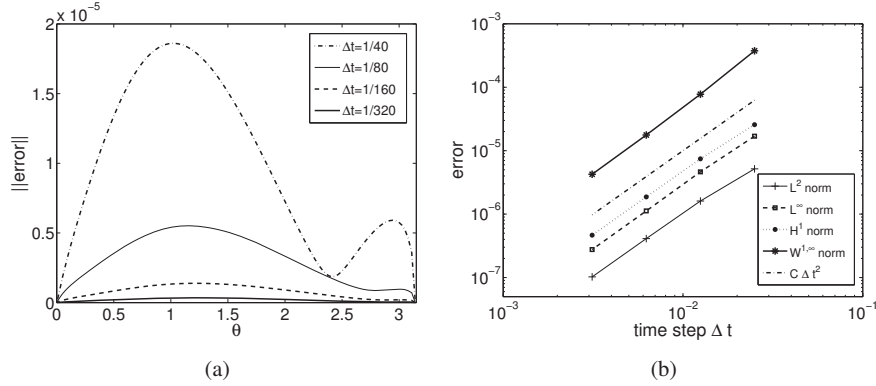 2 x 10^-5
1.5
1
0.5
0
||error||
0 0.5 1 1.5 2 2.5 3
θ
Δt=1/40
Δt=1/80
Δt=1/160
Δt=1/320
(a)
10^-3
10^-4
10^-5
10^-6
10^-7
error
10^-3 10^-2 10^-1
time step Δ t
L^2 norm
L^∞ norm
H^1 norm
W^1,∞ norm
C Δ t^2
(b)